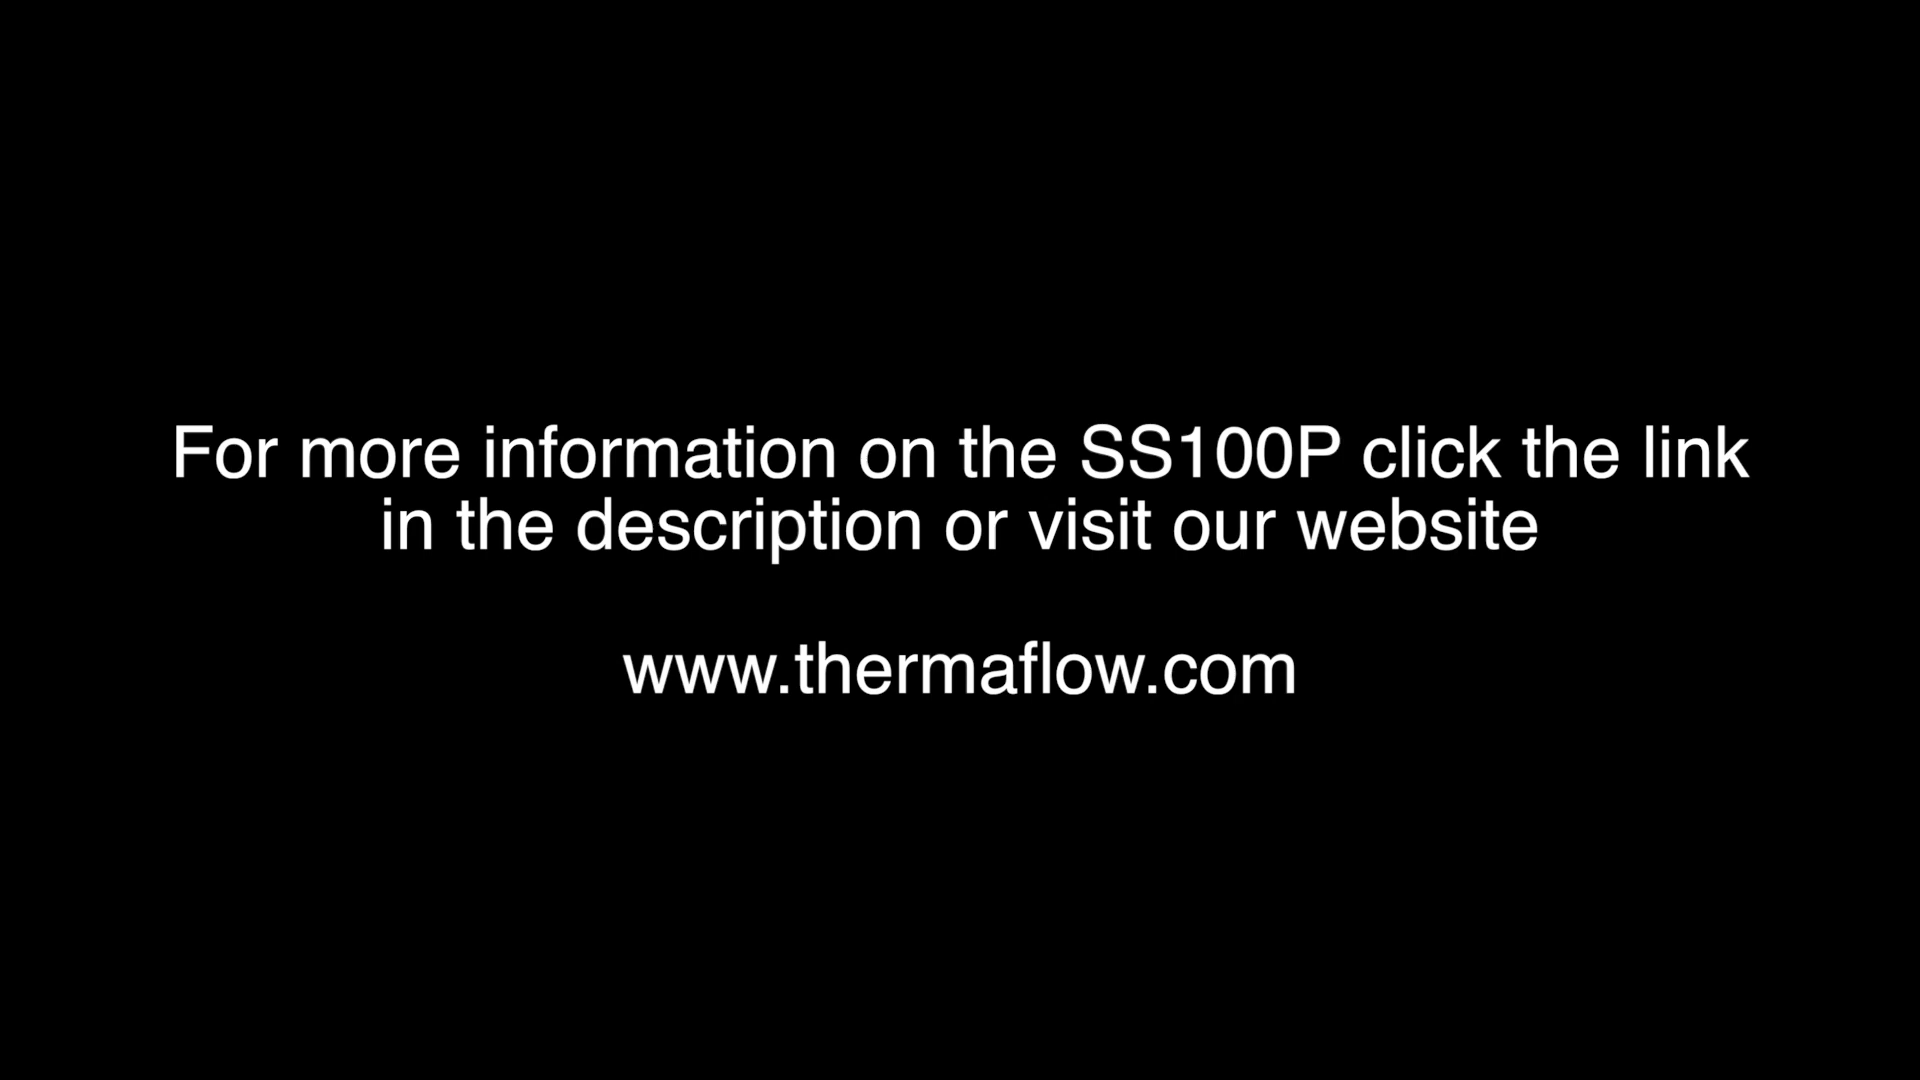 For more information on the SS100P click the link
in the description or visit our website
www.thermaflow.com